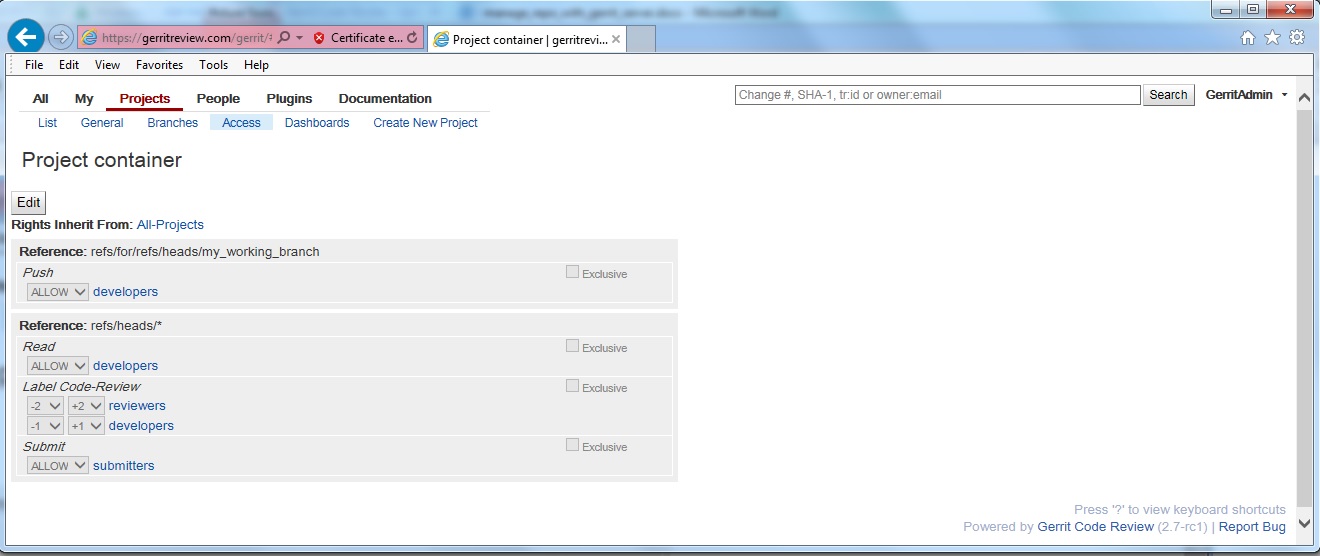 manage_repo_with_gerrit_server.docx - Microsoft Word
https://gerritreview.com/gerrit/# Certificate e... Project container | gerritrevi...
File Edit View Favorites Tools Help
All My Projects People Plugins Documentation
Change #, SHA-1, tr:id or owner:email Search GerritAdmin
List General Branches Access Dashboards Create New Project
Project container
Edit
Rights Inherit From: All-Projects
Reference: refs/for/refs/heads/my_working_branch
Push Exclusive
ALLOW developers
Reference: refs/heads/*
Read Exclusive
ALLOW developers
Label Code-Review Exclusive
-2 +2 reviewers
-1 +1 developers
Submit Exclusive
ALLOW submitters
Press '?' to view keyboard shortcuts
Powered by Gerrit Code Review (2.7-rc1) | Report Bug